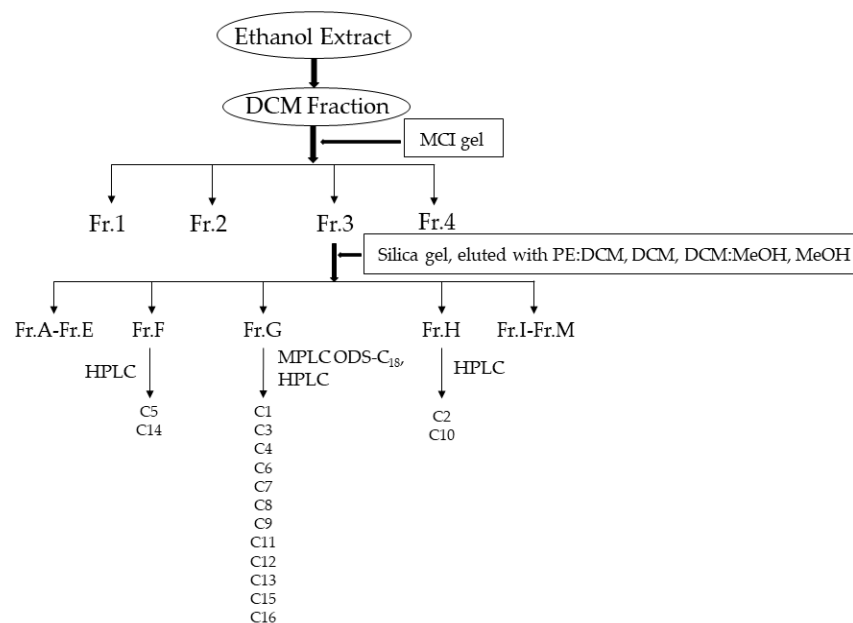 Ethanol Extract
DCM Fraction
MCI gel
Fr.1
Fr.2
Fr.3
Fr.4
Silica gel, eluted with PE:DCM, DCM, DCM:MeOH, MeOH
Fr.A-Fr.E
Fr.F
Fr.G
Fr.H
Fr.I-Fr.M
HPLC
MPLC ODS-C₁₈,
HPLC
HPLC
C5
C14
C1
C3
C4
C6
C7
C8
C9
C11
C12
C13
C15
C16
C2
C10